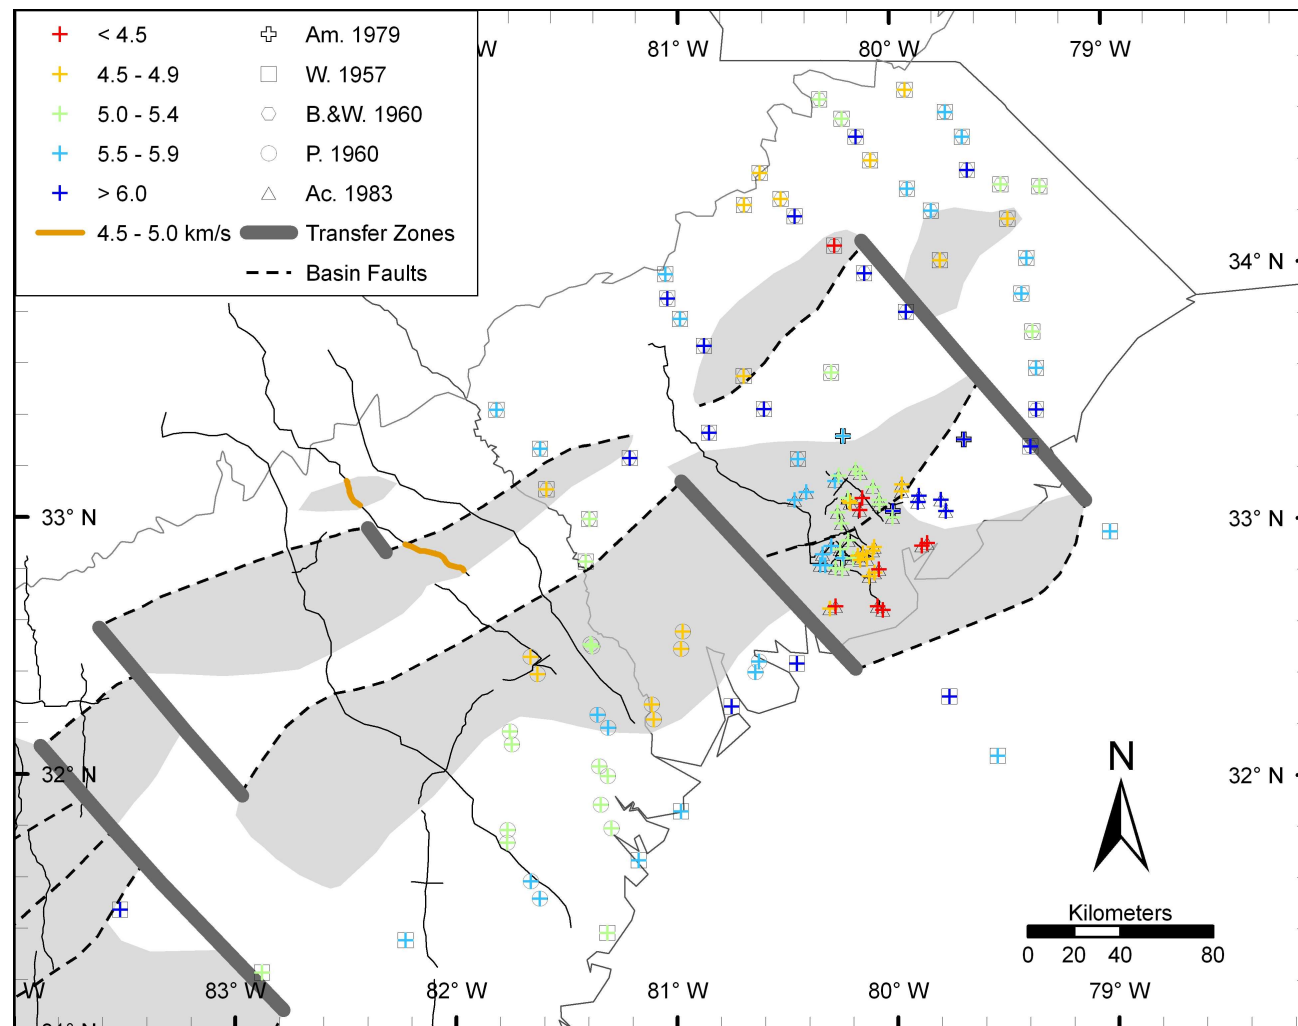 < 4.5
Am. 1979
4.5 - 4.9
W. 1957
5.0 - 5.4
B.&W. 1960
5.5 - 5.9
P. 1960
> 6.0
Ac. 1983
4.5 - 5.0 km/s
Transfer Zones
Basin Faults
W
81° W
80° W
79° W
34° N
33° N
33° N
32° N
32° N
N
Kilometers
0 20 40 80
W
83° W
82° W
81° W
80° W
79° W